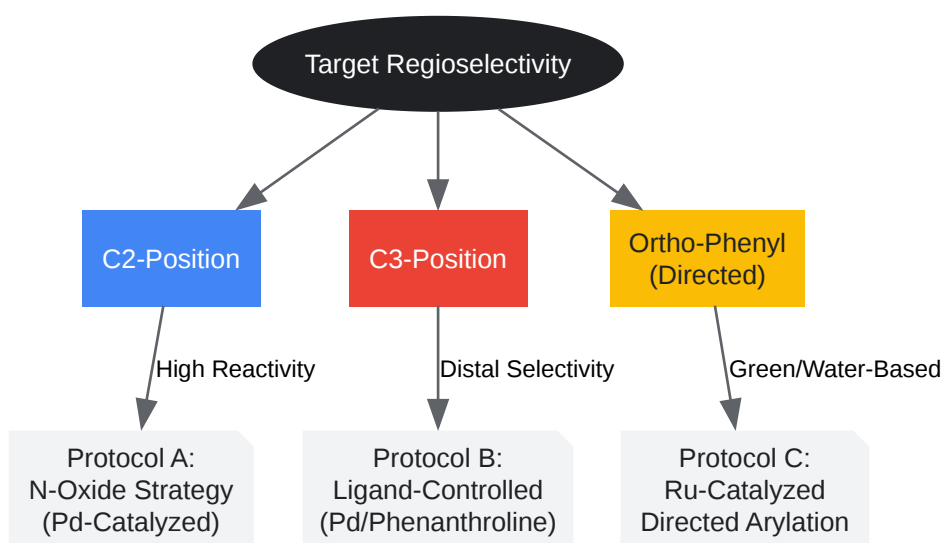 Target Regioselectivity
C2-Position
C3-Position
Ortho-Phenyl
(Directed)
High Reactivity
Distal Selectivity
Green/Water-Based
Protocol A:
N-Oxide Strategy
(Pd-Catalyzed)
Protocol B:
Ligand-Controlled
(Pd/Phenanthroline)
Protocol C:
Ru-Catalyzed
Directed Arylation